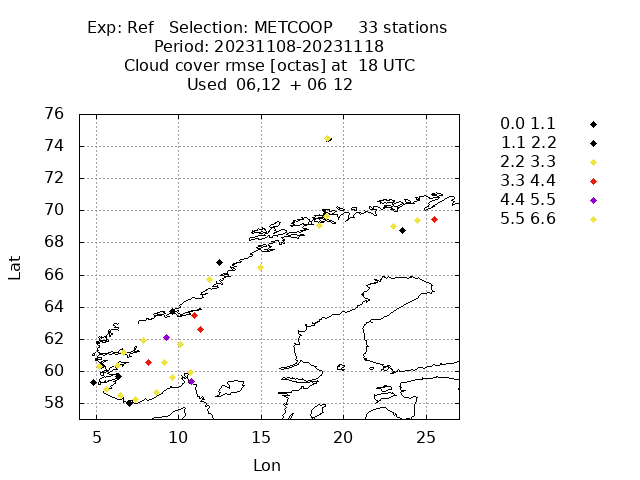 Exp: Ref   Selection: METCOOP     33 stations
Period: 20231108-20231118
Cloud cover rmse [octas] at  18 UTC
Used  06,12  + 06 12
76
74
72
70
68
66
64
62
60
58
5 10 15 20 25
Lat
Lon
0.0 1.1
1.1 2.2
2.2 3.3
3.3 4.4
4.4 5.5
5.5 6.6